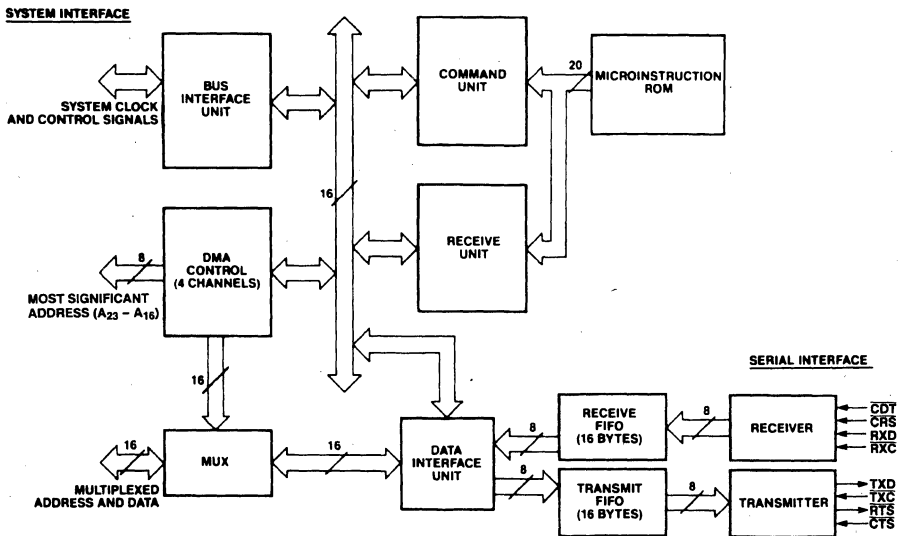 SYSTEM INTERFACE
BUS
INTERFACE
UNIT
SYSTEM CLOCK
AND CONTROL SIGNALS
COMMAND
UNIT
20
MICROINSTRUCTION
ROM
16
DMA
CONTROL
(4 CHANNELS)
8
MOST SIGNIFICANT
ADDRESS (A23 – A16)
RECEIVE
UNIT
16
MUX
16
MULTIPLEXED
ADDRESS AND DATA
16
DATA
INTERFACE
UNIT
SERIAL INTERFACE
8
RECEIVE
FIFO
(16 BYTES)
8
RECEIVER
CDT
CRS
RXD
RXC
8
TRANSMIT
FIFO
(16 BYTES)
8
TRANSMITTER
TXD
TXC
RTS
CTS